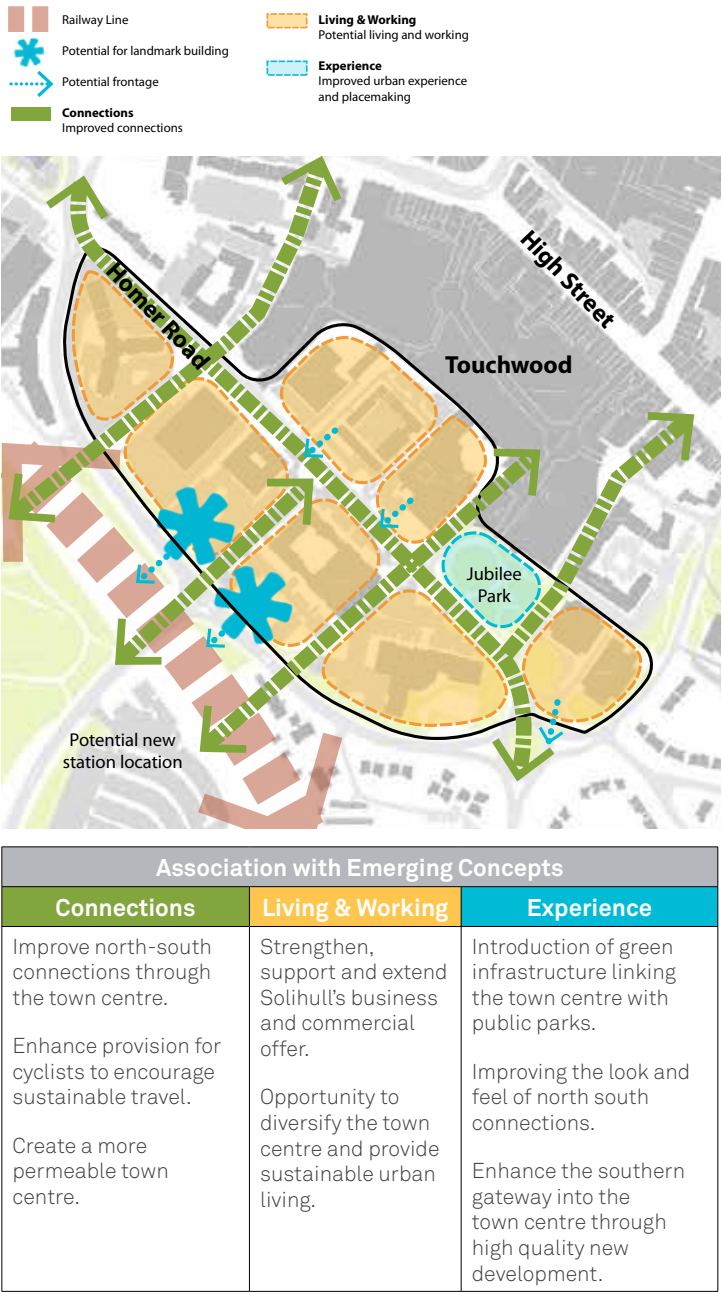 Railway Line
Potential for landmark building
Potential frontage
Connections
Improved connections
Living & Working
Potential living and working
Experience
Improved urban experience
and placemaking
High Street
Homer Road
Touchwood
Jubilee
Park
Potential new
station location
Association with Emerging Concepts
Connections
Improve north-south
connections through
the town centre.
Enhance provision for
cyclists to encourage
sustainable travel.
Create a more
permeable town
centre.
Living & Working
Strengthen,
support and extend
Solihull's business
and commercial
offer.
Opportunity to
diversify the town
centre and provide
sustainable urban
living.
Experience
Introduction of green
infrastructure linking
the town centre with
public parks.
Improving the look and
feel of north south
connections.
Enhance the southern
gateway into the
town centre through
high quality new
development.